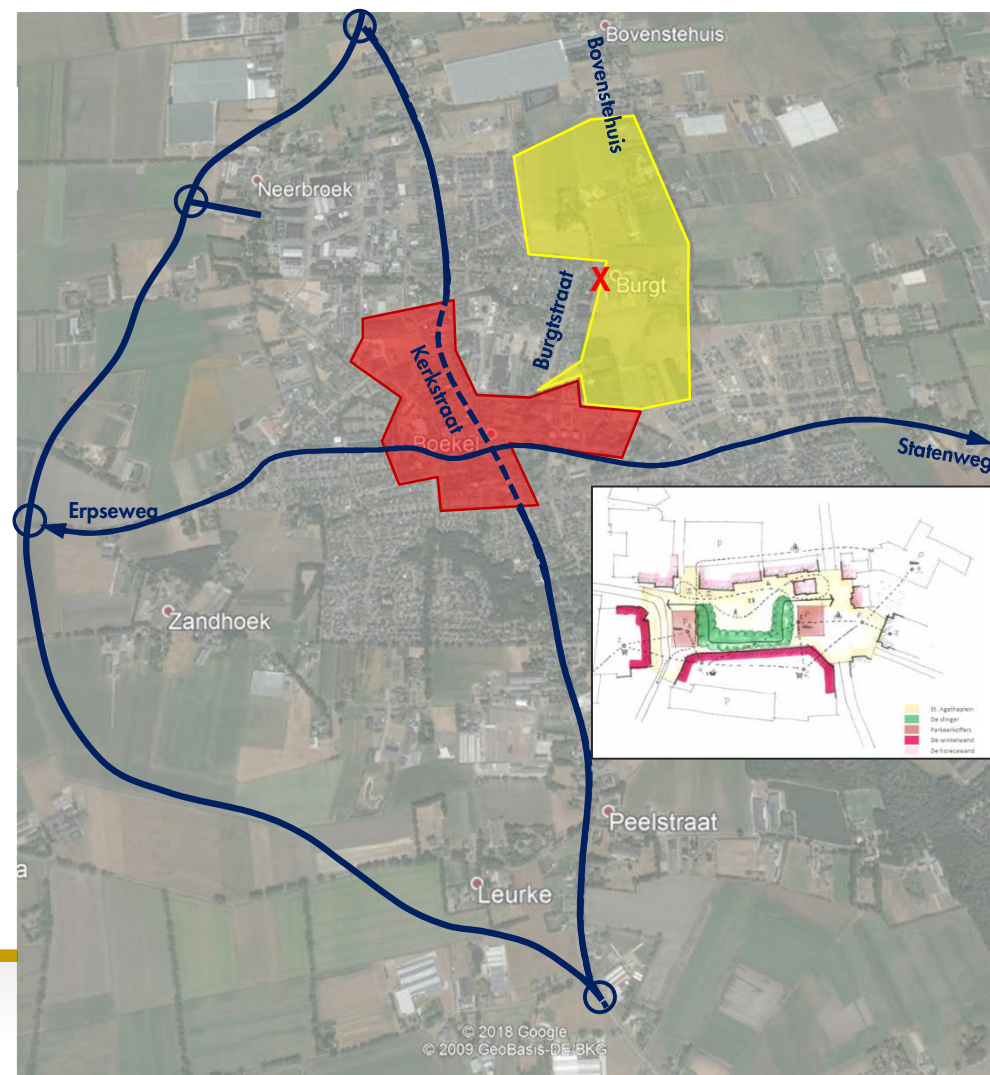 Bovenstehuis
Bovenstehuis
Neerbroek
Burgt
Burgtstraat
Kerkstraat
Boekel
Statenweg
Erpseweg
Zandhoek
P
P
St. Agathaplein
De slinger
Parkeerkoffers
De winkelwand
De horecawand
Peelstraat
a
Leurke
© 2018 Google
© 2009 GeoBasis-DE/BKG